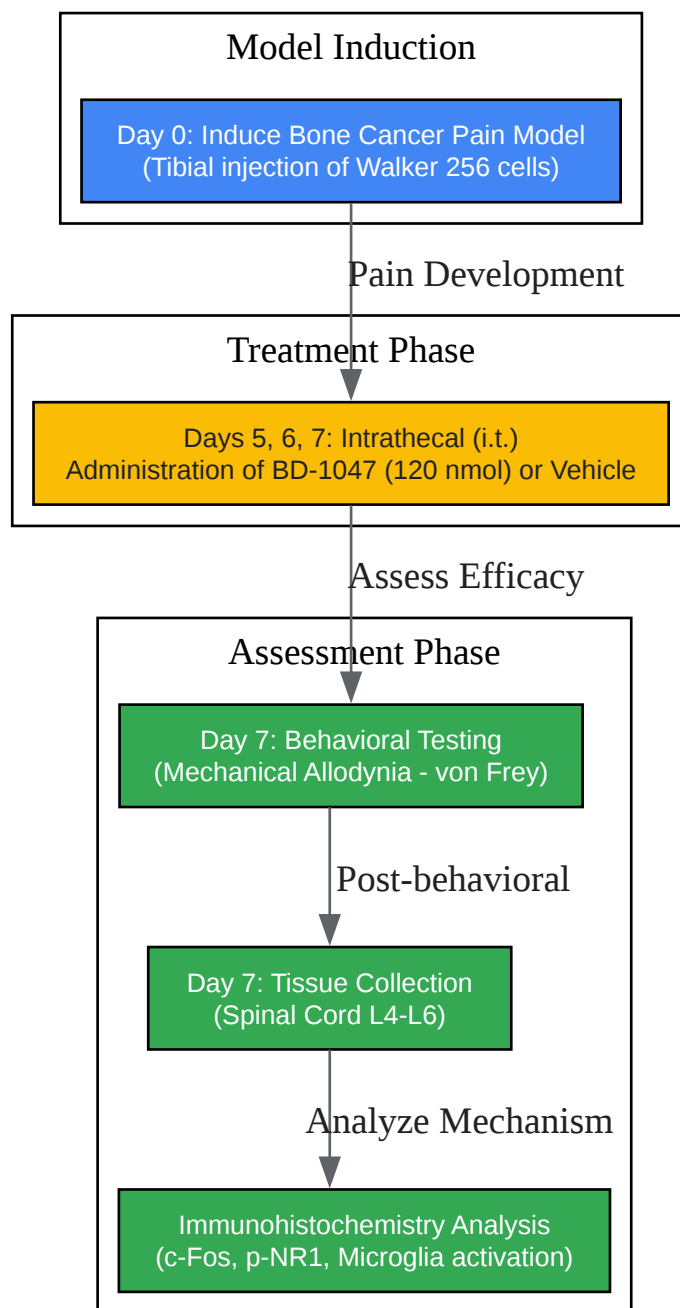 Model Induction
Day 0: Induce Bone Cancer Pain Model
(Tibial injection of Walker 256 cells)
Pain Development
Treatment Phase
Days 5, 6, 7: Intrathecal (i.t.)
Administration of BD-1047 (120 nmol) or Vehicle
Assess Efficacy
Assessment Phase
Day 7: Behavioral Testing
(Mechanical Allodynia - von Frey)
Post-behavioral
Day 7: Tissue Collection
(Spinal Cord L4-L6)
Analyze Mechanism
Immunohistochemistry Analysis
(c-Fos, p-NR1, Microglia activation)